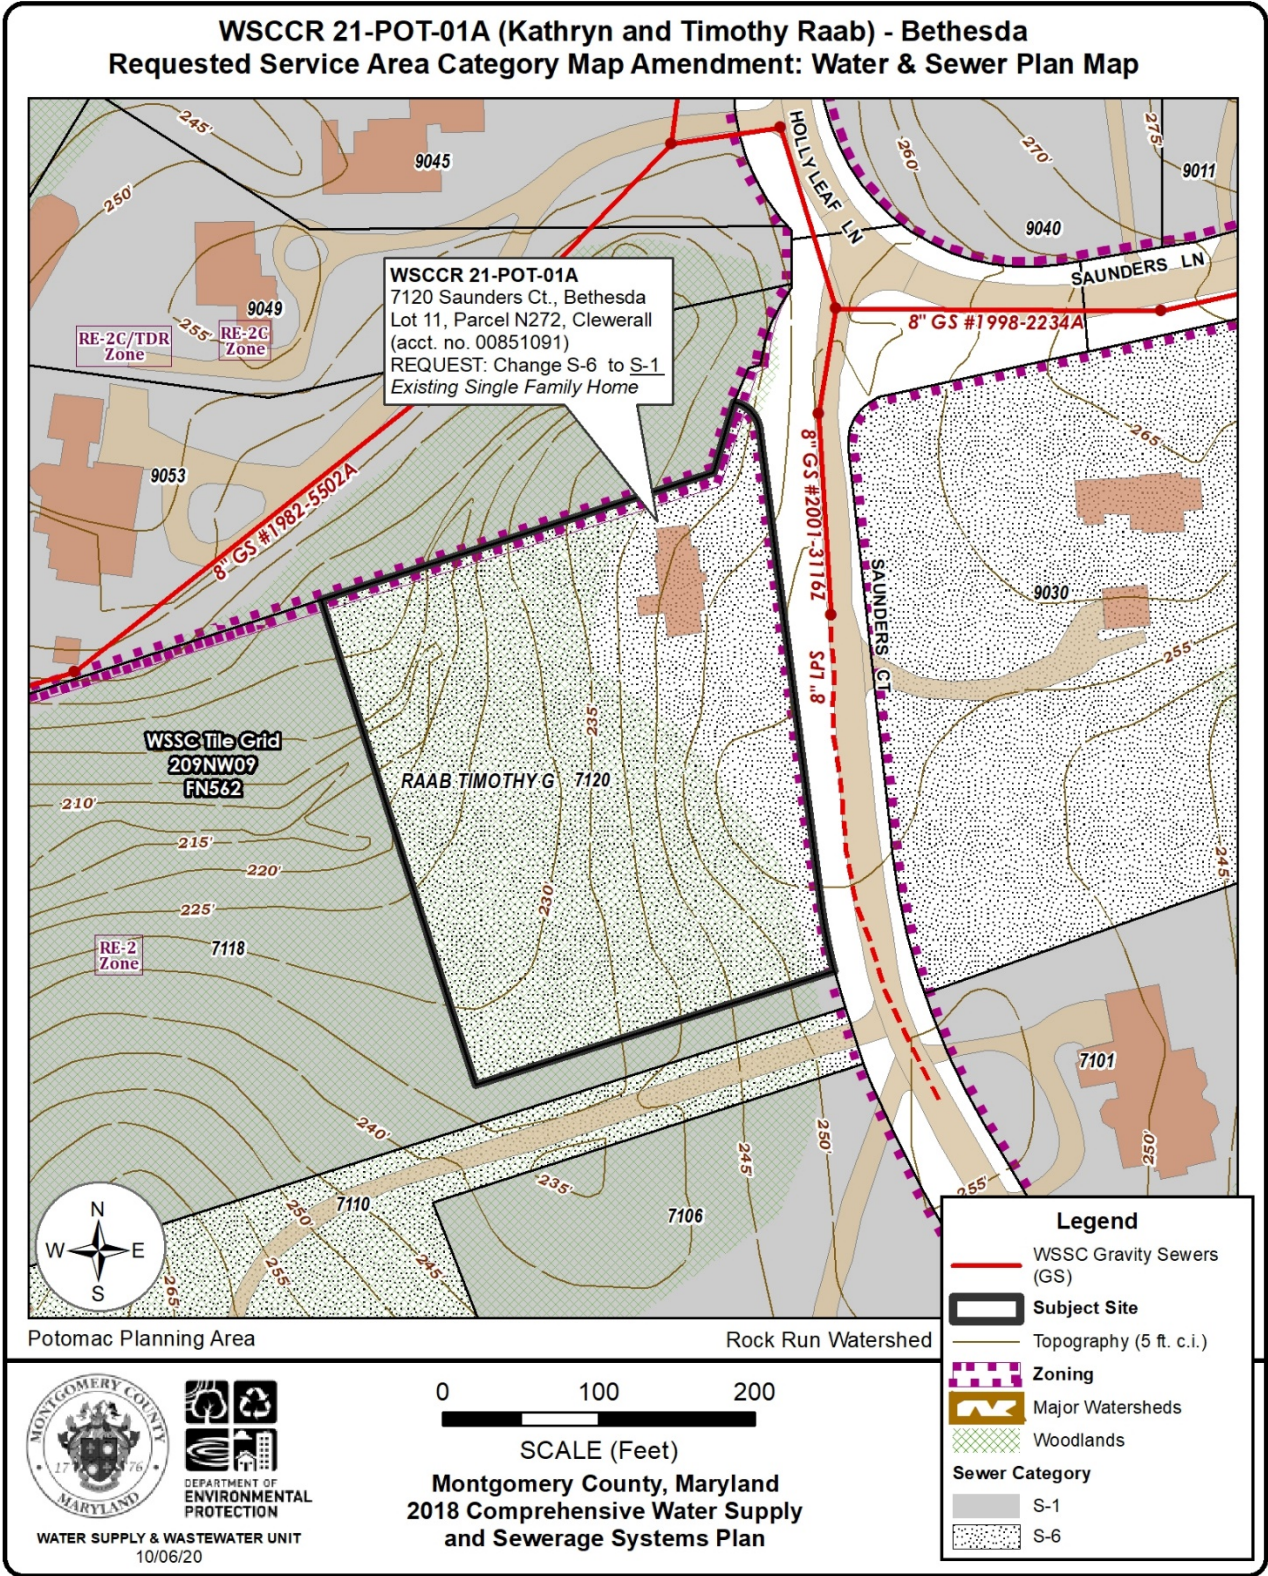 WSCCR 21-POT-01A (Kathryn and Timothy Raab) - Bethesda
Requested Service Area Category Map Amendment: Water & Sewer Plan Map
245'
9045
HOLLY LEAF LN
260'
270'
275'
9011
250'
9040
SAUNDERS LN
WSCCR 21-POT-01A
7120 Saunders Ct., Bethesda
Lot 11, Parcel N272, Clewerall
(acct. no. 00851091)
REQUEST: Change S-6 to S-1
Existing Single Family Home
9049
255'
RE-2C/TDR
Zone
RE-2C
Zone
8" GS #1998-2234A
265'
9053
8" GS #1982-5502A
8" GS #2001-3116Z
SAUNDERS CT
9030
255'
8" LPS
235'
WSSC Tile Grid
209NW09
FN562
RAAB TIMOTHY G 7120
210'
215'
220'
225'
230'
245'
RE-2
Zone
7118
7101
240'
250'
245'
250'
235'
255'
7110
7106
250'
255'
245'
265'
N
W E
S
Legend
WSSC Gravity Sewers
(GS)
Subject Site
Topography (5 ft. c.i.)
Zoning
Major Watersheds
Woodlands
Sewer Category
S-1
S-6
Potomac Planning Area
Rock Run Watershed
MONTGOMERY COUNTY
17 76
MARYLAND
DEPARTMENT OF
ENVIRONMENTAL
PROTECTION
WATER SUPPLY & WASTEWATER UNIT
10/06/20
0 100 200
SCALE (Feet)
Montgomery County, Maryland
2018 Comprehensive Water Supply
and Sewerage Systems Plan